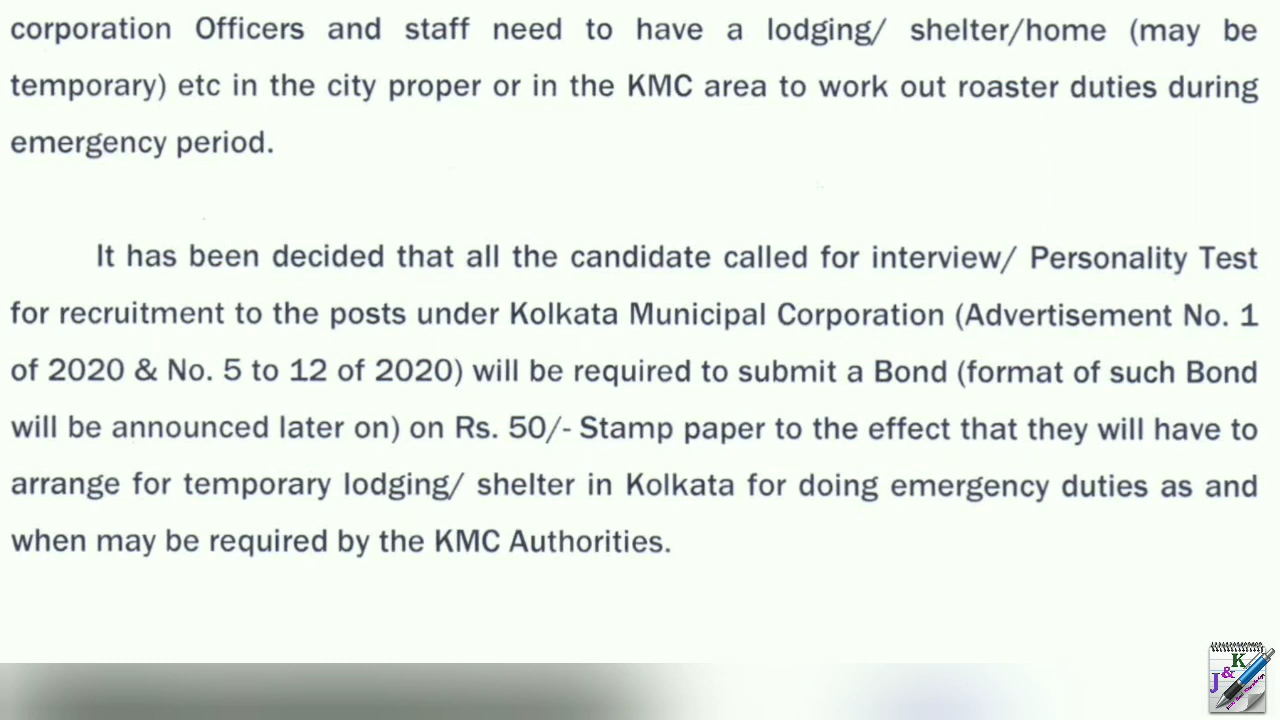 corporation Officers and staff need to have a lodging/ shelter/home (may be
temporary) etc in the city proper or in the KMC area to work out roaster duties during
emergency period.
It has been decided that all the candidate called for interview/ Personality Test
for recruitment to the posts under Kolkata Municipal Corporation (Advertisement No. 1
of 2020 & No. 5 to 12 of 2020) will be required to submit a Bond (format of such Bond
will be announced later on) on Rs. 50/- Stamp paper to the effect that they will have to
arrange for temporary lodging/ shelter in Kolkata for doing emergency duties as and
when may be required by the KMC Authorities.
J&K